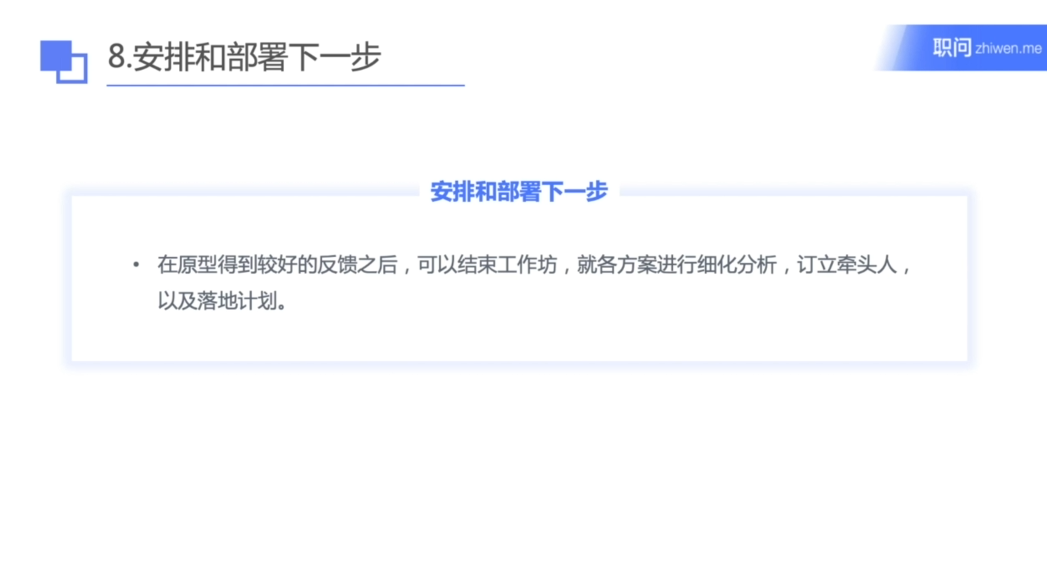 8.安排和部署下一步
职问 zhiwen.me
安排和部署下一步
• 在原型得到较好的反馈之后，可以结束工作坊，就各方案进行细化分析，订立牵头人，
以及落地计划。